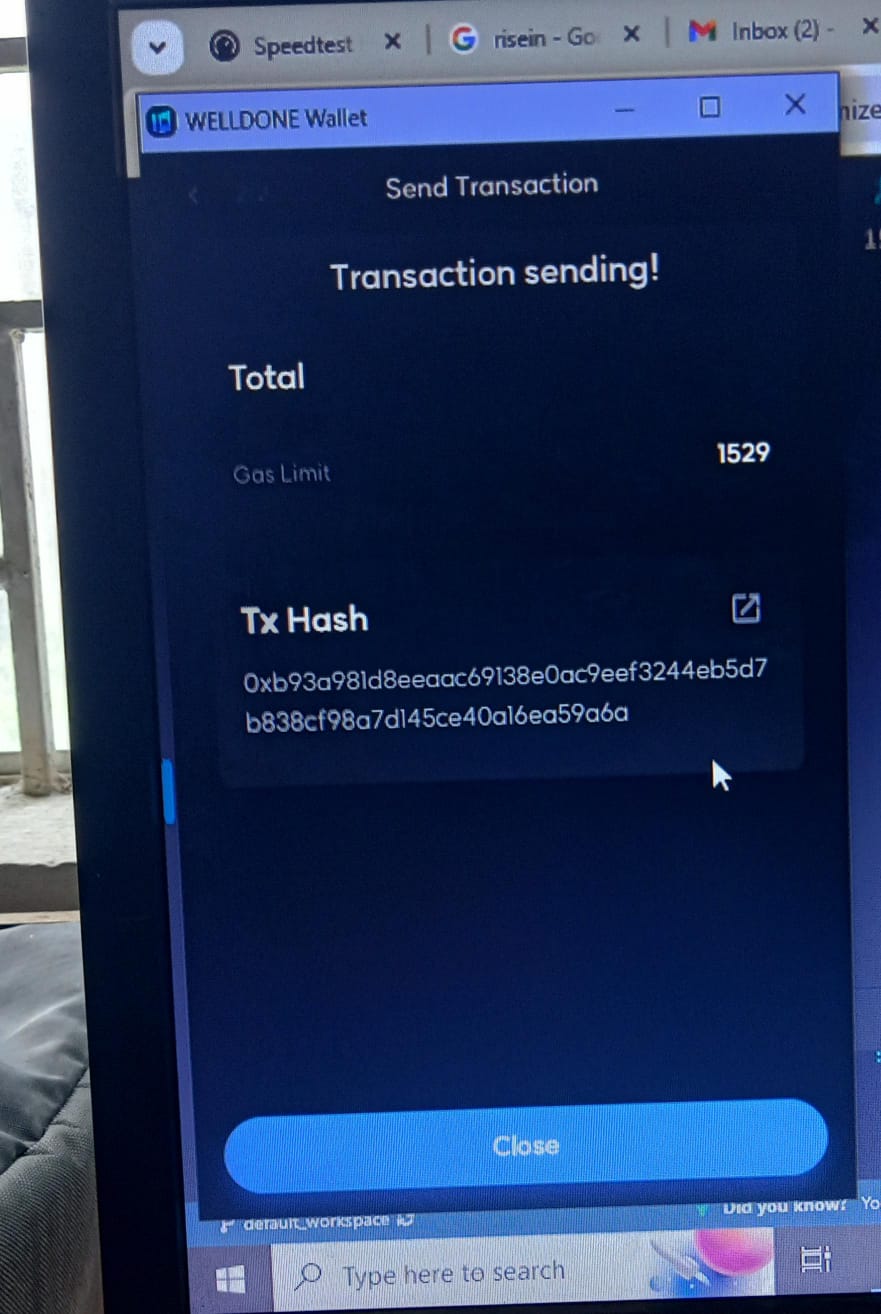 Speedtest
risein - Go
Inbox (2) -
WELLDONE Wallet
nize
Send Transaction
Transaction sending!
Total
Gas Limit
1529
Tx Hash
0xb93a981d8eeaac69138e0ac9eef3244eb5d7
b838cf98a7d145ce40a16ea59a6a
Close
default_workspace
Did you know? Yo
Type here to search